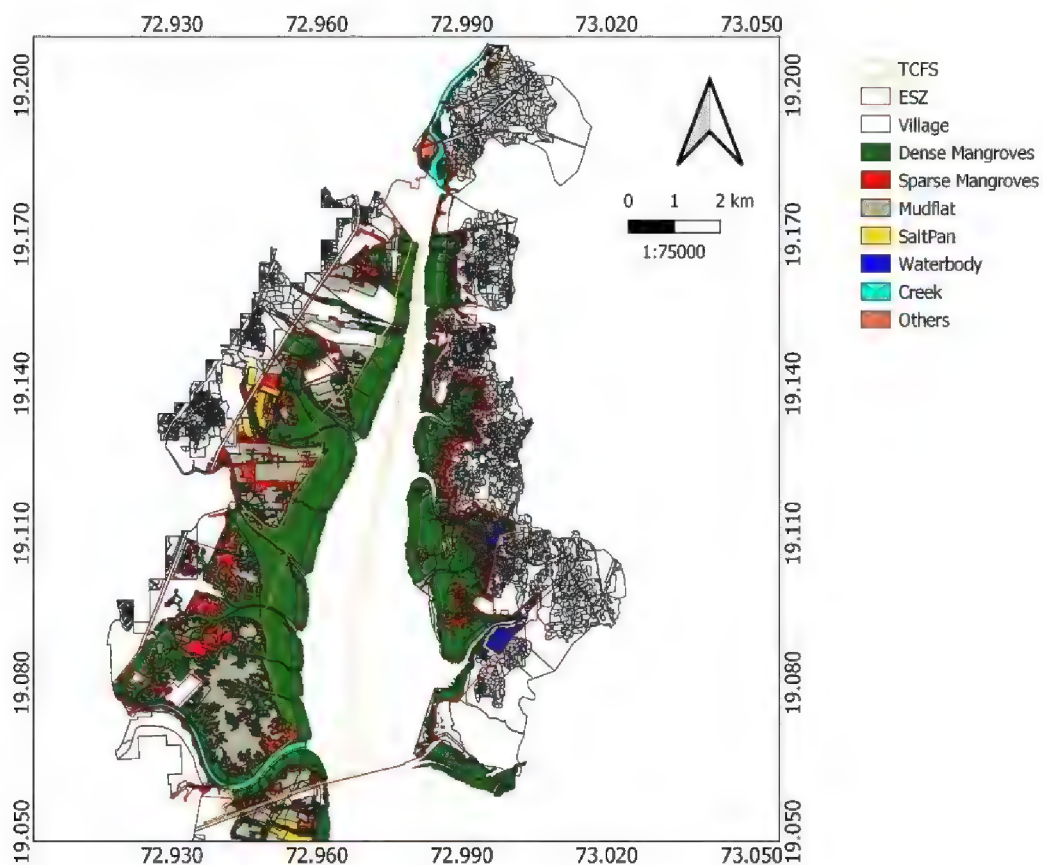 72.930 72.960 72.990 73.020 73.050
19.200
19.170
19.140
19.110
19.080
19.050
19.200
19.170
19.140
19.110
19.080
19.050
0 1 2 km
1:75000
72.930 72.960 72.990 73.020 73.050
TCFS
ESZ
Village
Dense Mangroves
Sparse Mangroves
Mudflat
SaltPan
Waterbody
Creek
Others